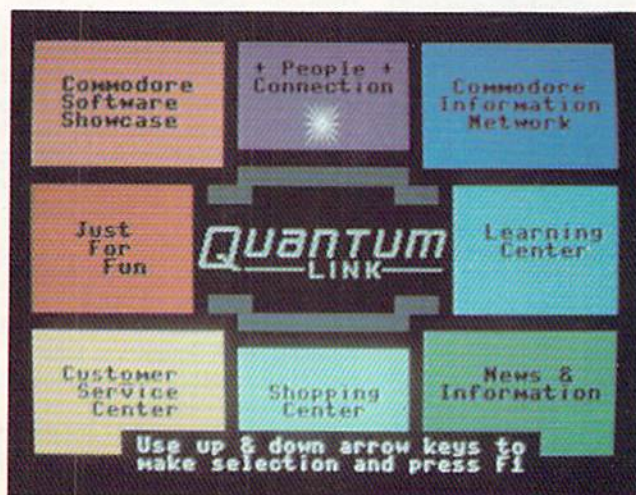 Commodore
Software
Showcase
+ People +
Connection
Commodore
Information
Network
Just
For
Fun
QUANTUM
LINK
Learning
Center
Customer
Service
Center
Shopping
Center
News &
Information
Use up & down arrow keys to
make selection and press F1